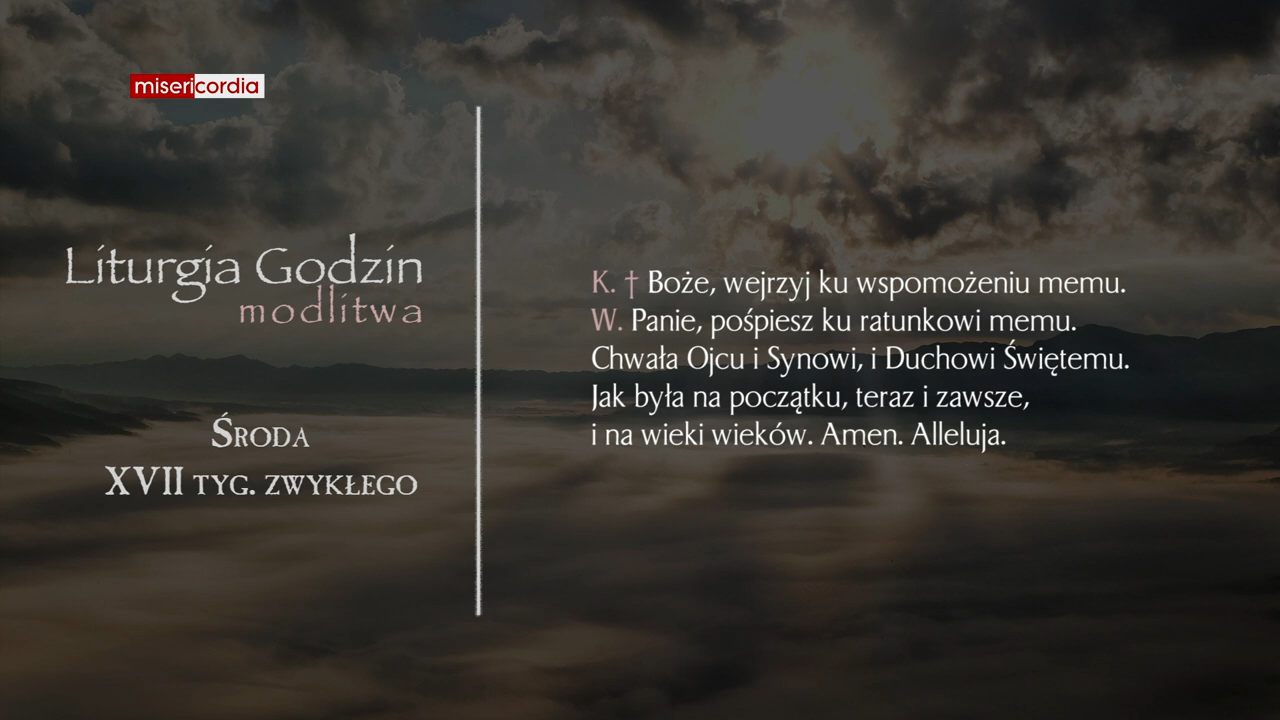 misericordia
Liturgia Godzin
modlitwa
Środa
XVII tyg. zwykłego
K. † Boże, wejrzyj ku wspomożeniu memu.
W. Panie, pośpiesz ku ratunkowi memu.
Chwała Ojcu i Synowi, i Duchowi Świętemu.
Jak była na początku, teraz i zawsze,
i na wieki wieków. Amen. Alleluja.